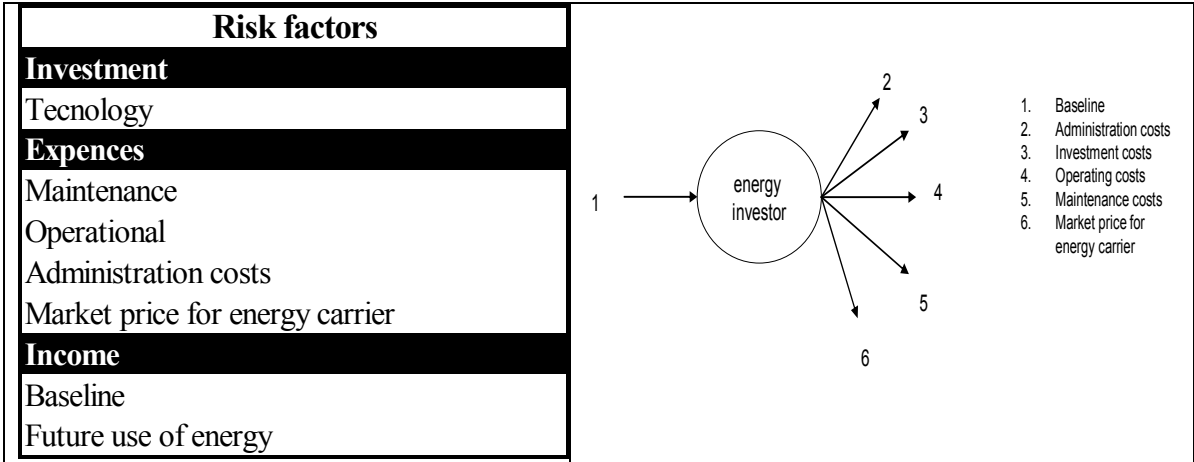 Risk factors
Investment
Tecnology
Expences
Maintenance
Operational
Administration costs
Market price for energy carrier
Income
Baseline
Future use of energy
1
energy
investor
2
3
4
5
6
1. Baseline
2. Administration costs
3. Investment costs
4. Operating costs
5. Maintenance costs
6. Market price for
energy carrier